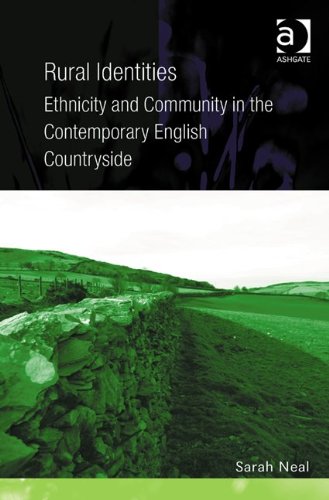 a
ASHGATE
Rural Identities
Ethnicity and Community in the
Contemporary English
Countryside
Sarah Neal